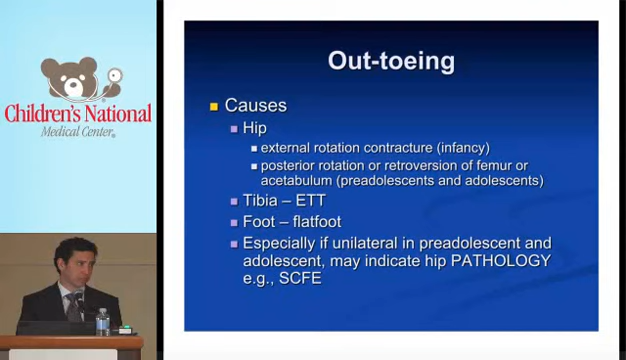 Children's National
Medical Center
Out-toeing
Causes
Hip
external rotation contracture (infancy)
posterior rotation or retroversion of femur or
acetabulum (preadolescents and adolescents)
Tibia – ETT
Foot – flatfoot
Especially if unilateral in preadolescent and
adolescent, may indicate hip PATHOLOGY
e.g., SCFE